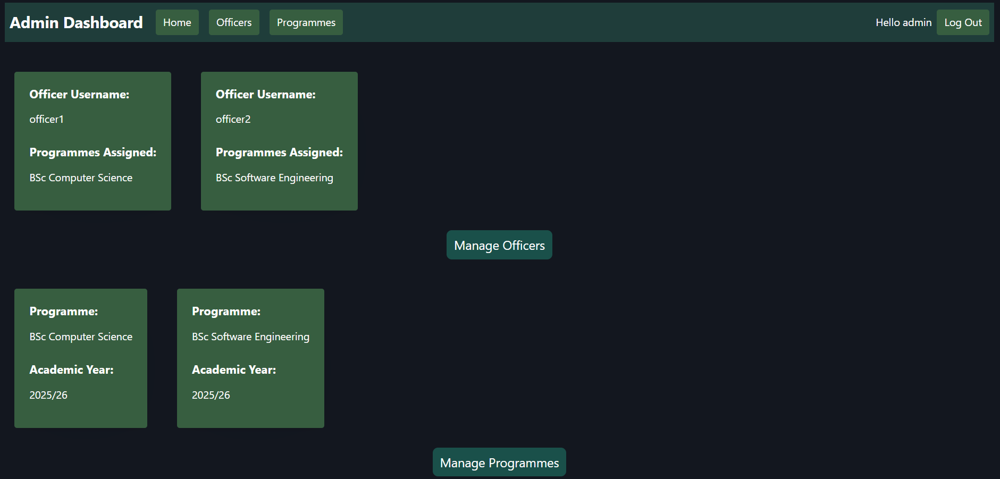 Admin Dashboard Home Officers Programmes Hello admin Log Out
Officer Username:
officer1
Programmes Assigned:
BSc Computer Science
Officer Username:
officer2
Programmes Assigned:
BSc Software Engineering
Manage Officers
Programme:
BSc Computer Science
Academic Year:
2025/26
Programme:
BSc Software Engineering
Academic Year:
2025/26
Manage Programmes